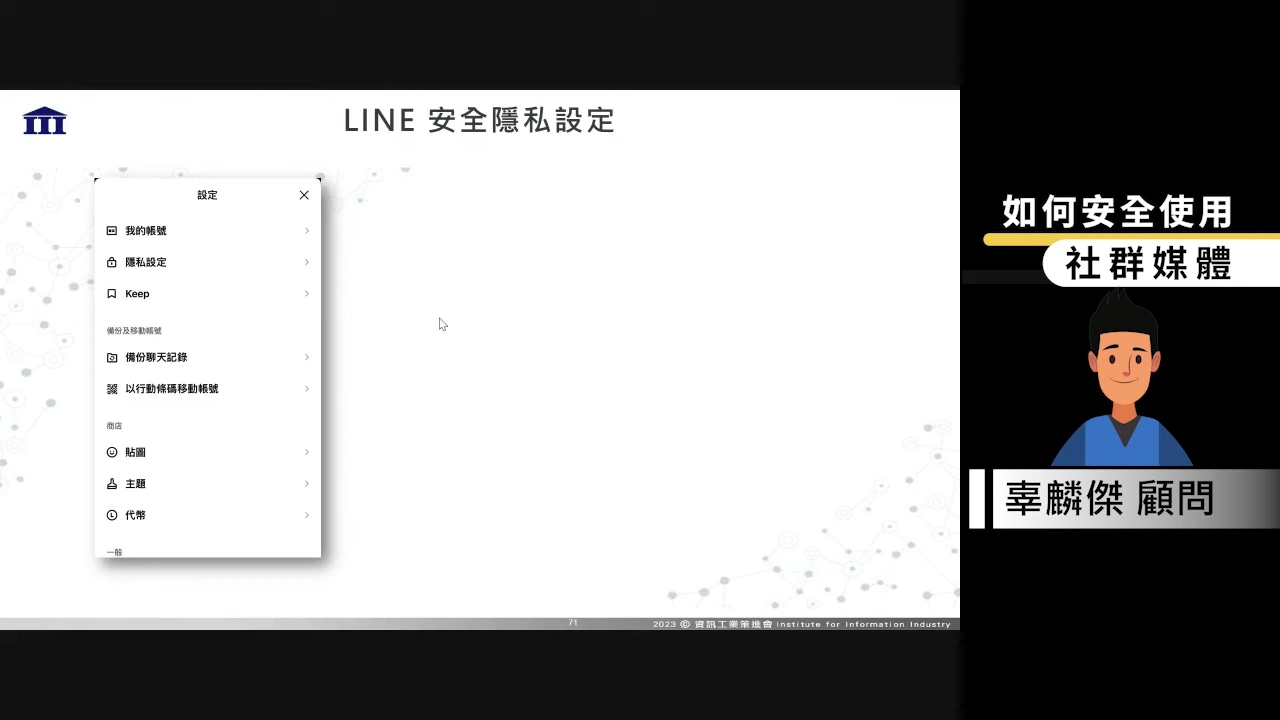 LINE 安全隱私設定
設定
我的帳號
隱私設定
Keep
備份及移動帳號
備份聊天記錄
以行動條碼移動帳號
商店
貼圖
主題
代幣
一般
71
2023 © 資訊工業策進會 Institute for Information Industry
如何安全使用
社群媒體
辜麟傑 顧問